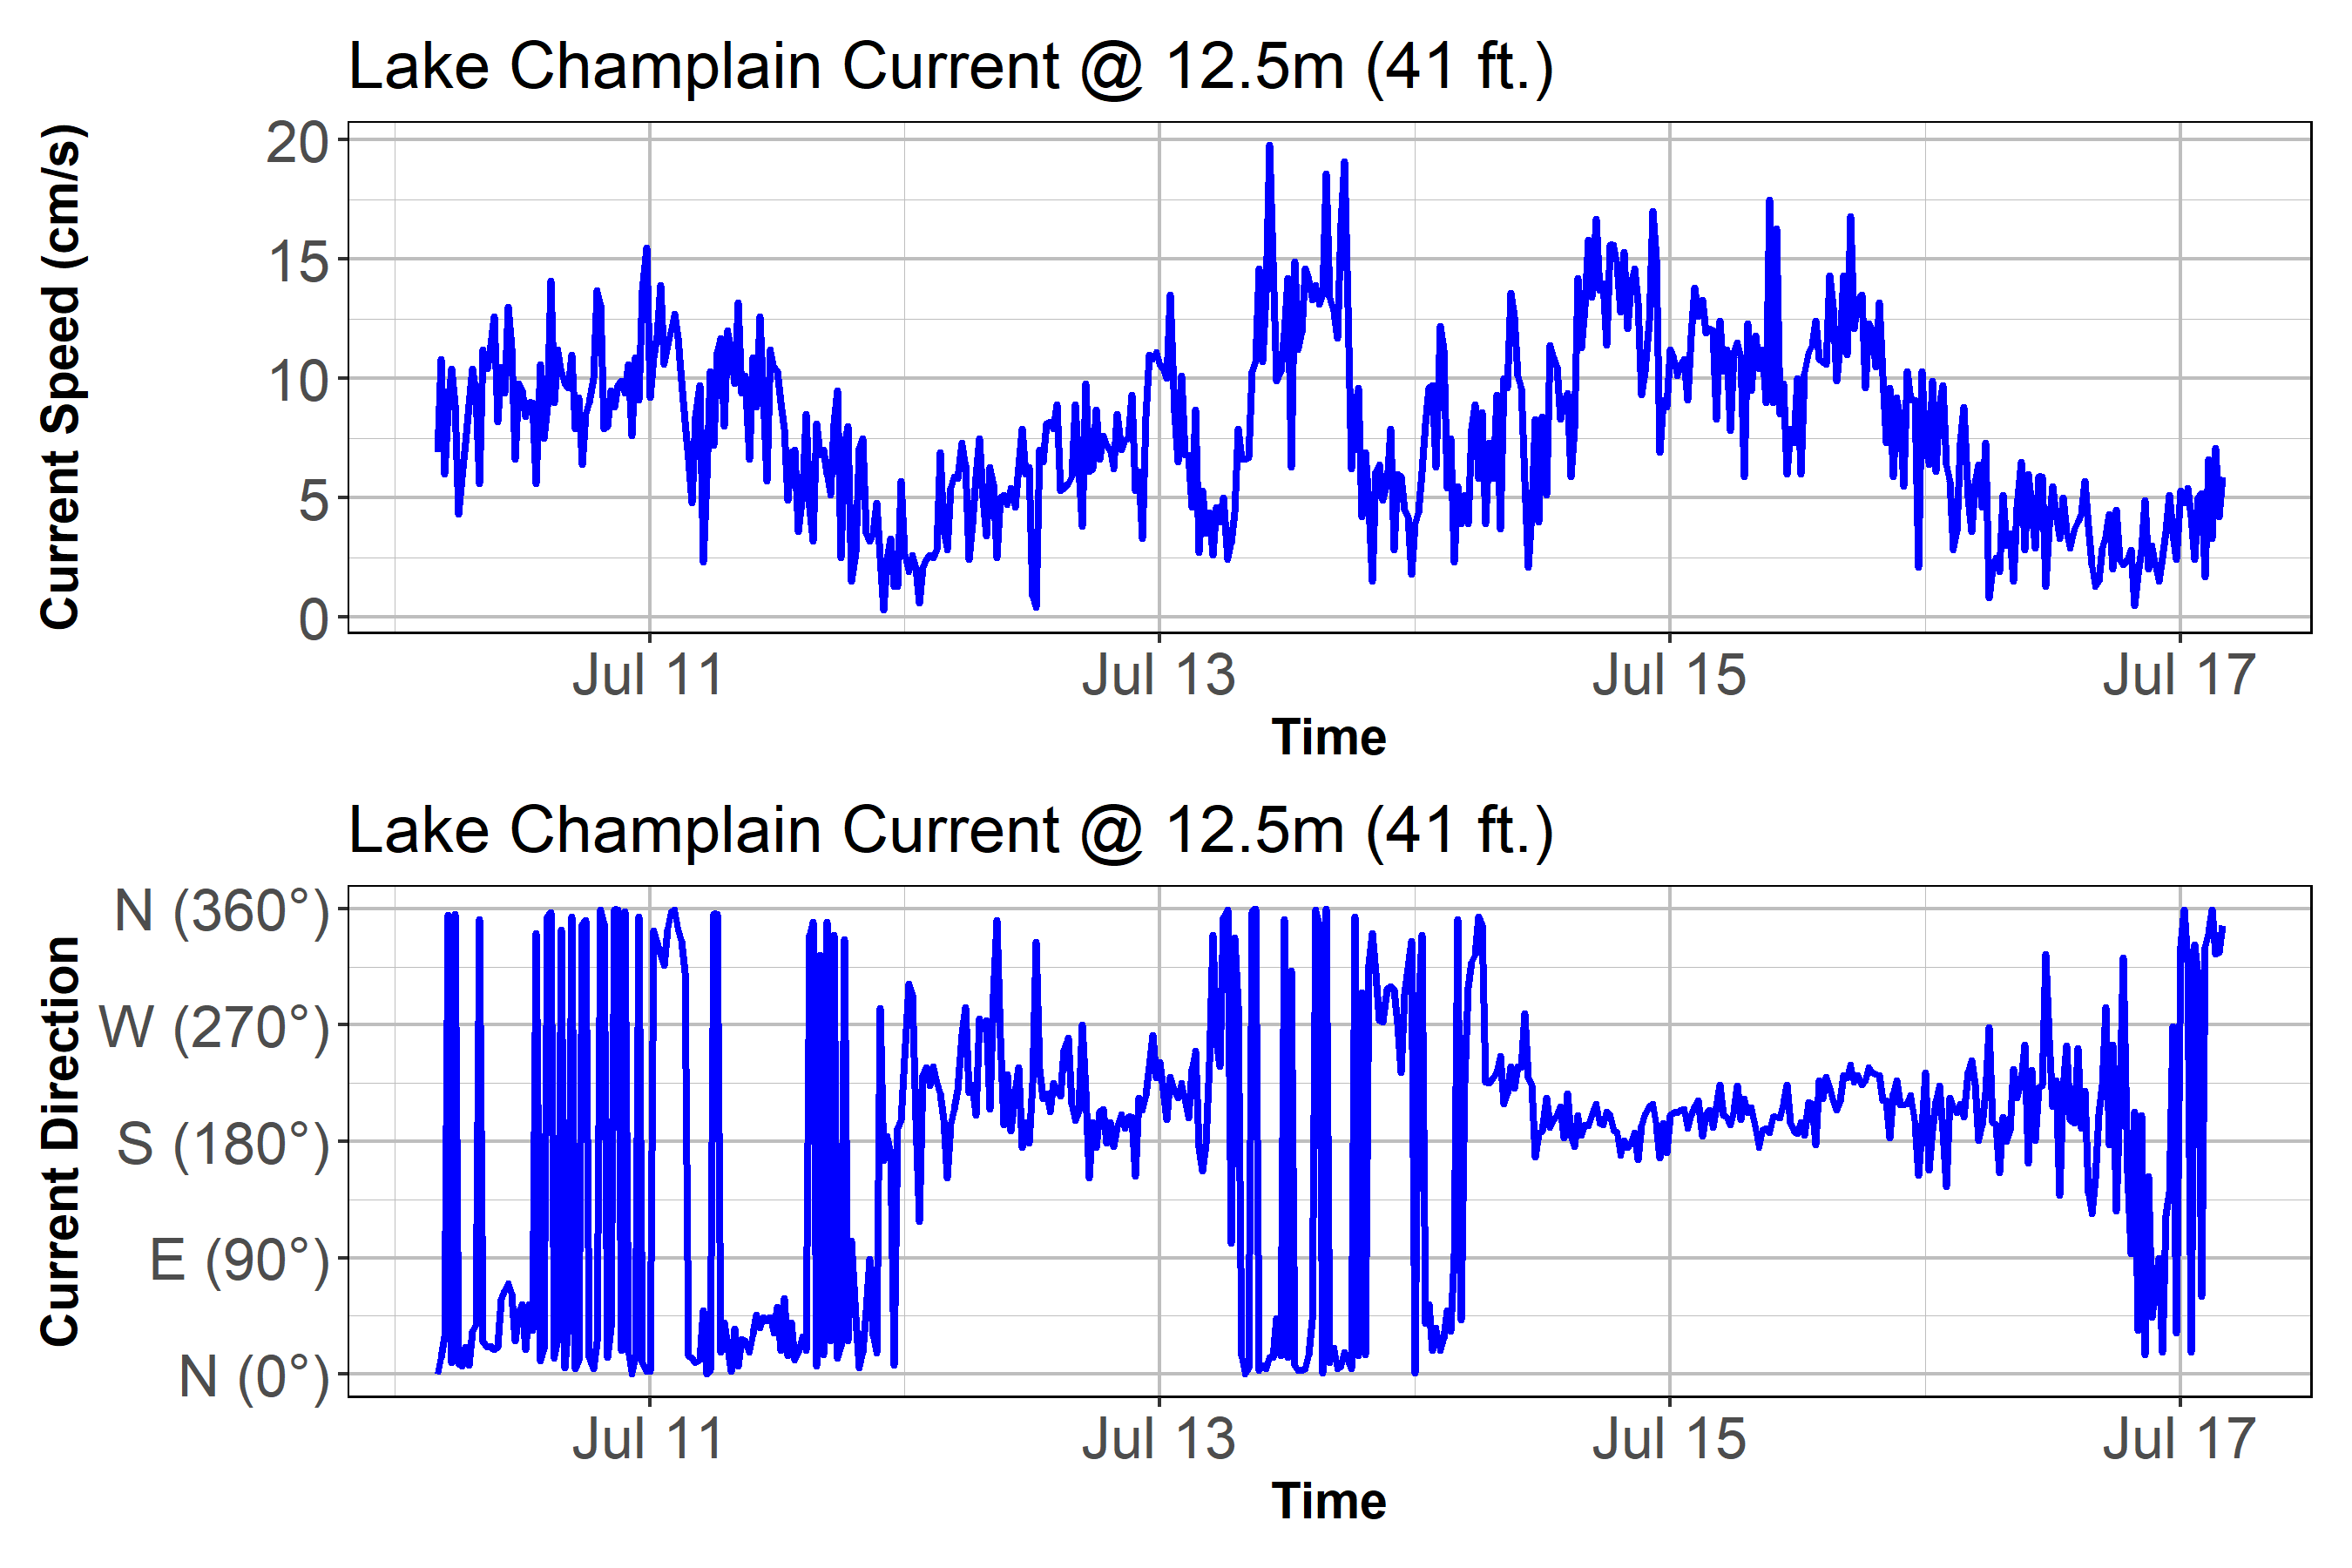 Lake Champlain Current @ 12.5m (41 ft.)
Current Speed (cm/s)
20
15
10
5
0
Jul 11 Jul 13 Jul 15 Jul 17
Time
Lake Champlain Current @ 12.5m (41 ft.)
Current Direction
N (360°)
W (270°)
S (180°)
E (90°)
N (0°)
Jul 11 Jul 13 Jul 15 Jul 17
Time